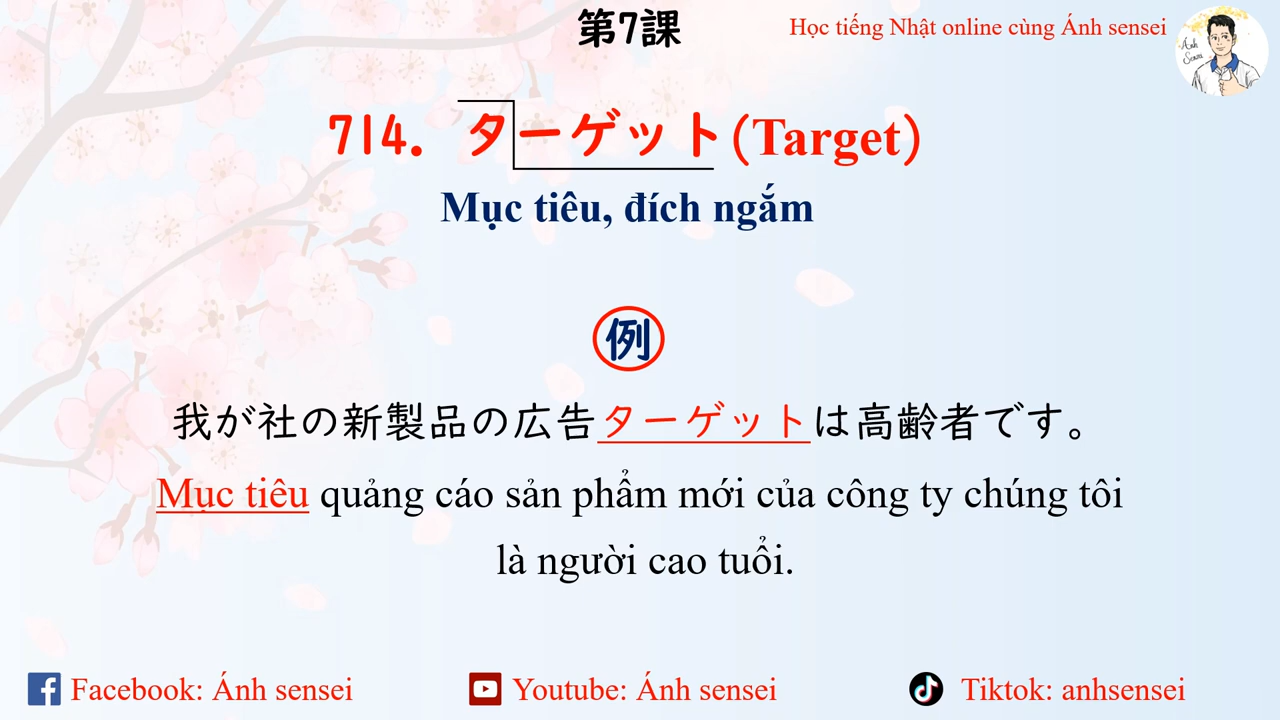 第7課
Học tiếng Nhật online cùng Ánh sensei
Ánh Sensei
714. ターゲット(Target)
Mục tiêu, đích ngắm
例
我が社の新製品の広告ターゲットは高齢者です。
Mục tiêu quảng cáo sản phẩm mới của công ty chúng tôi
là người cao tuổi.
Facebook: Ánh sensei
Youtube: Ánh sensei
Tiktok: anhsensei